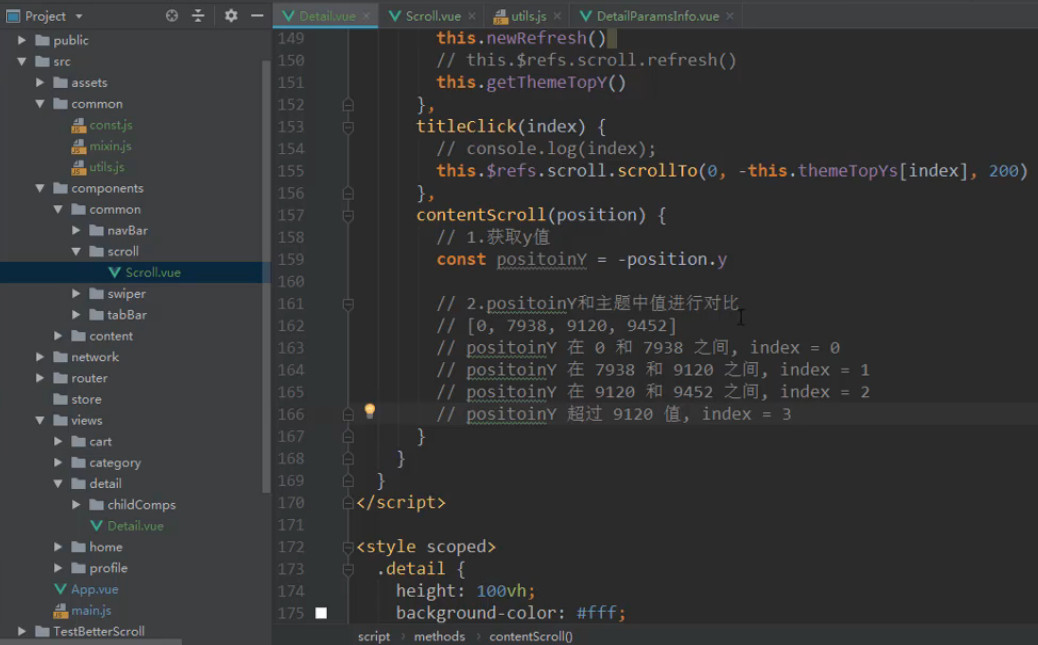 Project
Detail.vue
Scroll.vue
utils.js
DetailParamsInfo.vue
public
src
assets
common
const.js
mixin.js
utils.js
components
common
navBar
scroll
Scroll.vue
swiper
tabBar
content
network
router
store
views
cart
category
detail
childComps
Detail.vue
home
profile
App.vue
main.js
TestBetterScroll
149 this.newRefresh()
150 // this.$refs.scroll.refresh()
151 this.getThemeTopY()
152 },
153 titleClick(index) {
154 // console.log(index);
155 this.$refs.scroll.scrollTo(0, -this.themeTopYs[index], 200)
156 },
157 contentScroll(position) {
158 // 1.获取y值
159 const positoinY = -position.y
160
161 // 2.positoinY和主题中值进行对比
162 // [0, 7938, 9120, 9452]
163 // positoinY 在 0 和 7938 之间, index = 0
164 // positoinY 在 7938 和 9120 之间, index = 1
165 // positoinY 在 9120 和 9452 之间, index = 2
166 // positoinY 超过 9120 值, index = 3
167 }
168 }
169 }
170 </script>
171
172 <style scoped>
173 .detail {
174 height: 100vh;
175 background-color: #fff;
script › methods › contentScroll()